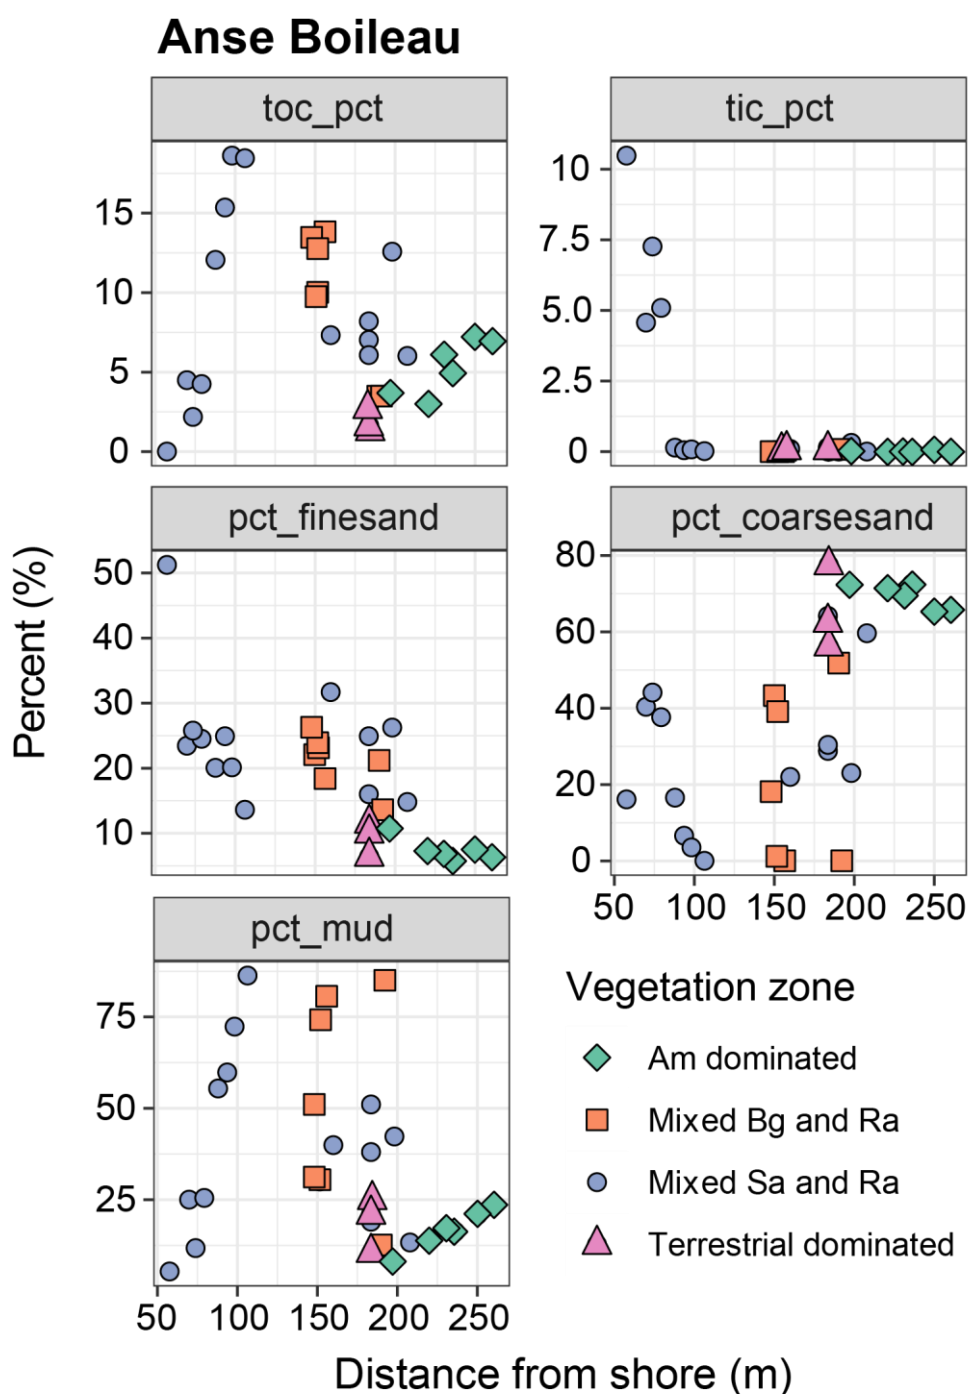 Anse Boileau
toc_pct
tic_pct
15
10
5
0
10
7.5
5.0
2.5
0
pct_finesand
pct_coarsesand
50
40
30
20
10
80
60
40
20
0
50 100 150 200 250
Percent (%)
pct_mud
75
50
25
50 100 150 200 250
Distance from shore (m)
Vegetation zone
Am dominated
Mixed Bg and Ra
Mixed Sa and Ra
Terrestrial dominated